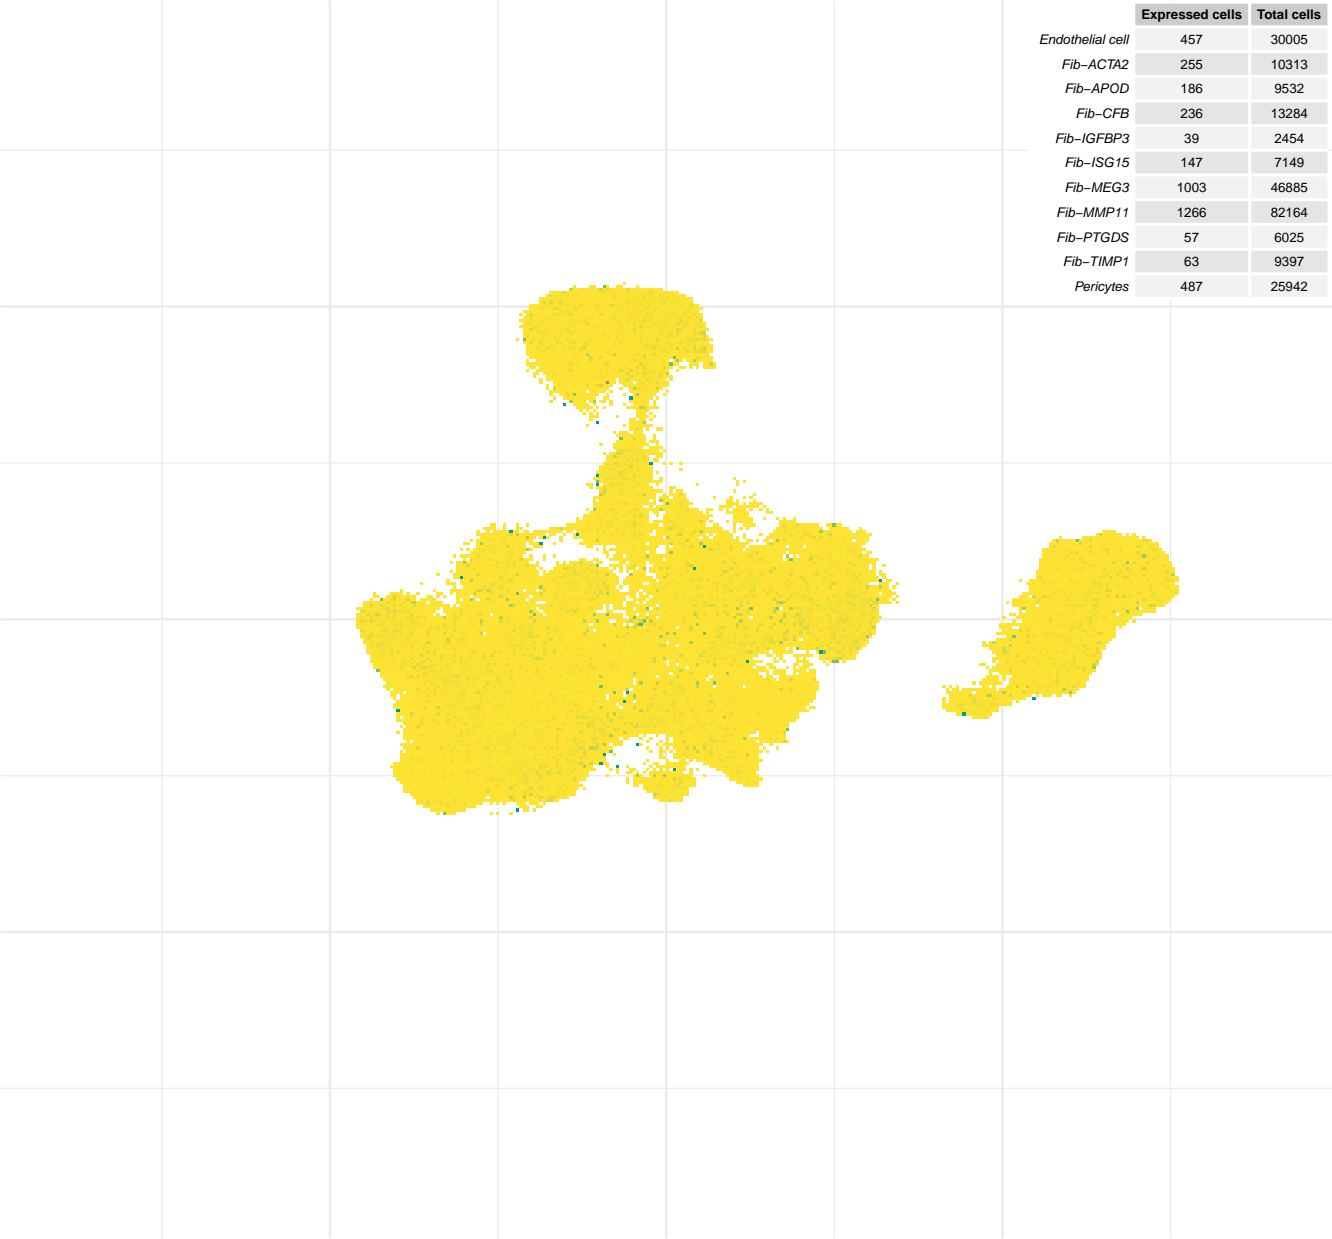 Expressed cells Total cells
Endothelial cell 457 30005
Fib−ACTA2 255 10313
Fib−APOD 186 9532
Fib−CFB 236 13284
Fib−IGFBP3 39 2454
Fib−ISG15 147 7149
Fib−MEG3 1003 46885
Fib−MMP11 1266 82164
Fib−PTGDS 57 6025
Fib−TIMP1 63 9397
Pericytes 487 25942